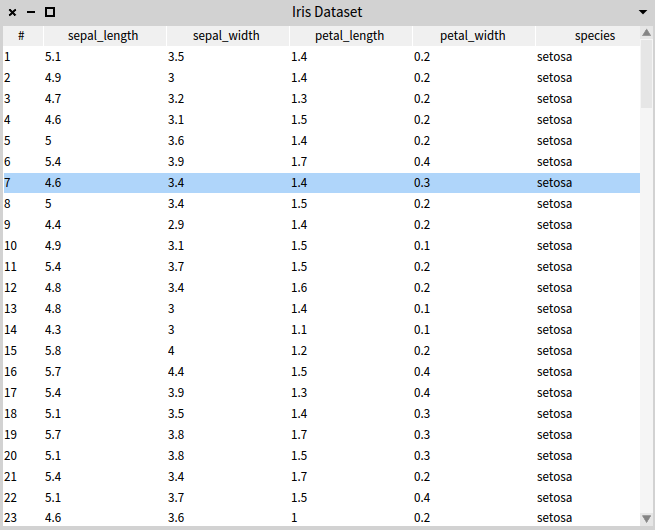 Iris Dataset
# sepal_length sepal_width petal_length petal_width species
1 5.1 3.5 1.4 0.2 setosa
2 4.9 3 1.4 0.2 setosa
3 4.7 3.2 1.3 0.2 setosa
4 4.6 3.1 1.5 0.2 setosa
5 5 3.6 1.4 0.2 setosa
6 5.4 3.9 1.7 0.4 setosa
7 4.6 3.4 1.4 0.3 setosa
8 5 3.4 1.5 0.2 setosa
9 4.4 2.9 1.4 0.2 setosa
10 4.9 3.1 1.5 0.1 setosa
11 5.4 3.7 1.5 0.2 setosa
12 4.8 3.4 1.6 0.2 setosa
13 4.8 3 1.4 0.1 setosa
14 4.3 3 1.1 0.1 setosa
15 5.8 4 1.2 0.2 setosa
16 5.7 4.4 1.5 0.4 setosa
17 5.4 3.9 1.3 0.4 setosa
18 5.1 3.5 1.4 0.3 setosa
19 5.7 3.8 1.7 0.3 setosa
20 5.1 3.8 1.5 0.3 setosa
21 5.4 3.4 1.7 0.2 setosa
22 5.1 3.7 1.5 0.4 setosa
23 4.6 3.6 1 0.2 setosa